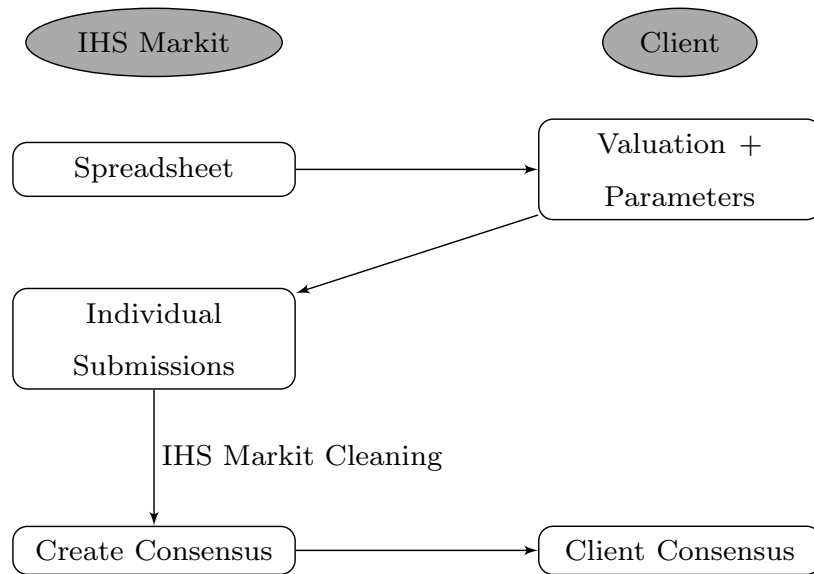 IHS Markit
Client
Spreadsheet
Valuation +
Parameters
Individual
Submissions
IHS Markit Cleaning
Create Consensus
Client Consensus